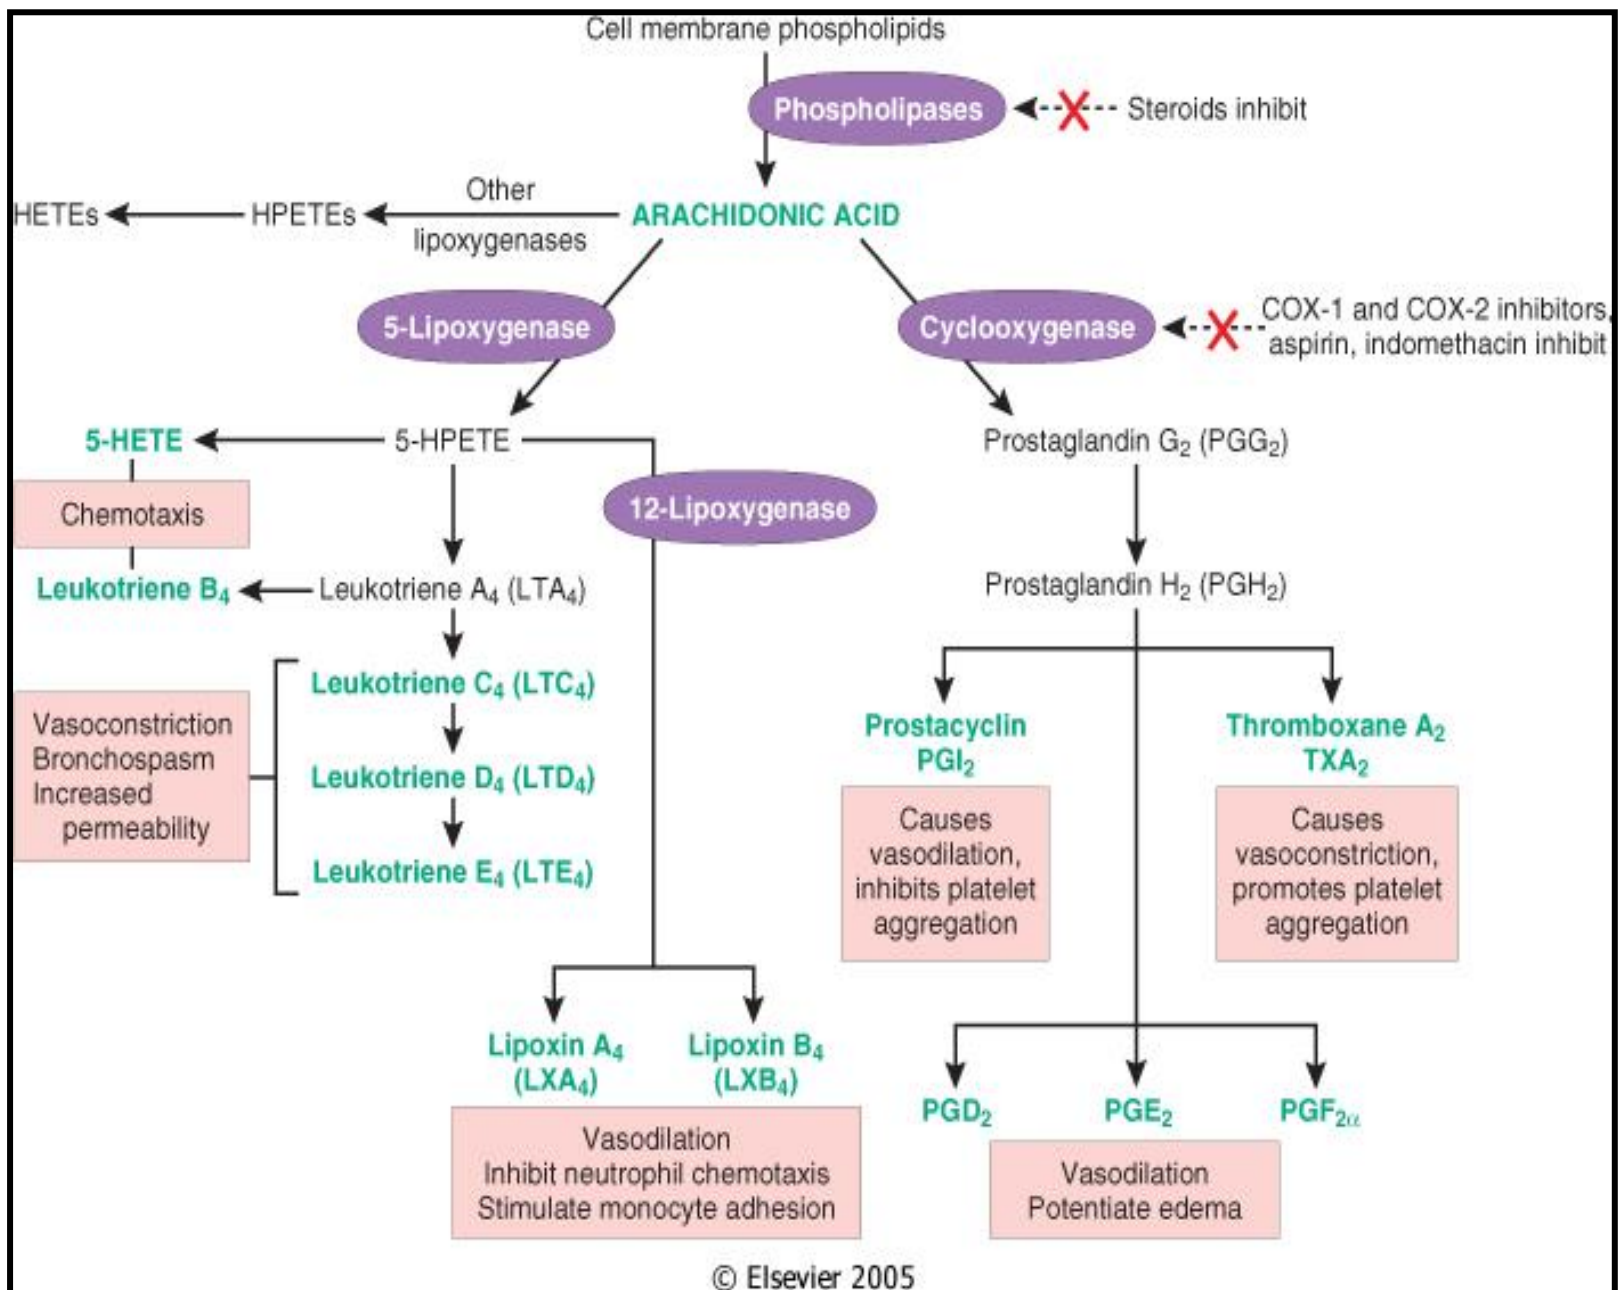 Cell membrane phospholipids
Phospholipases
Steroids inhibit
Other
lipoxygenases
HETEs
HPETEs
ARACHIDONIC ACID
5-Lipoxygenase
Cyclooxygenase
COX-1 and COX-2 inhibitors,
aspirin, indomethacin inhibit
5-HETE
5-HPETE
Prostaglandin G₂ (PGG₂)
Chemotaxis
12-Lipoxygenase
Leukotriene B₄
Leukotriene A₄ (LTA₄)
Prostaglandin H₂ (PGH₂)
Leukotriene C₄ (LTC₄)
Vasoconstriction
Bronchospasm
Increased
permeability
Leukotriene D₄ (LTD₄)
Leukotriene E₄ (LTE₄)
Prostacyclin
PGI₂
Causes
vasodilation,
inhibits platelet
aggregation
Thromboxane A₂
TXA₂
Causes
vasoconstriction,
promotes platelet
aggregation
Lipoxin A₄
(LXA₄)
Lipoxin B₄
(LXB₄)
Vasodilation
Inhibit neutrophil chemotaxis
Stimulate monocyte adhesion
PGD₂
PGE₂
PGF₂α
Vasodilation
Potentiate edema
© Elsevier 2005